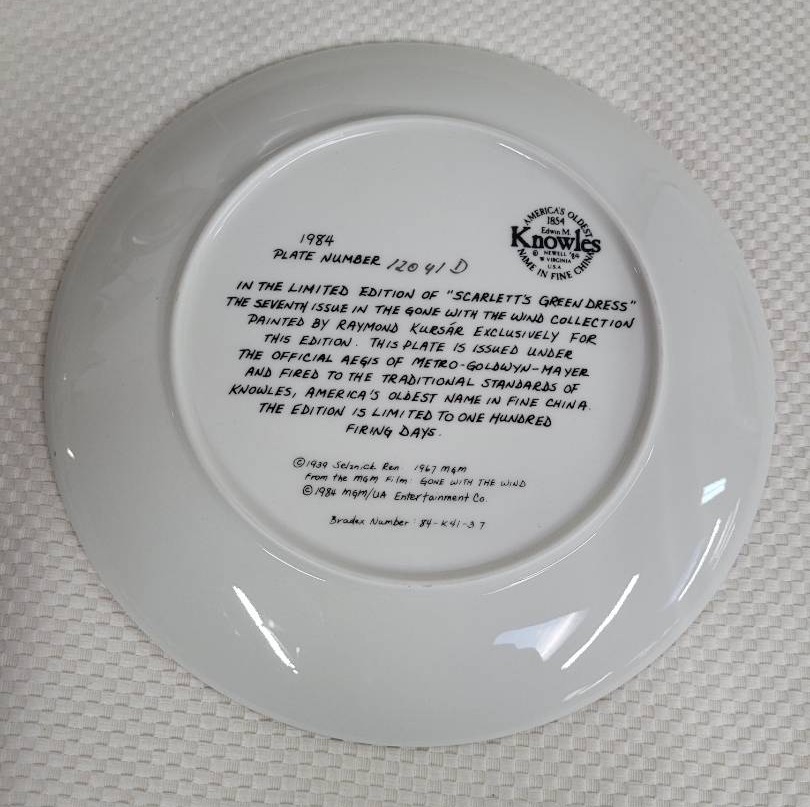 1984
PLATE NUMBER 12041 D
AMERICA'S OLDEST
1854
Edwin M.
Knowles
© NEWELL '84
W VIRGINIA
U.S.A.
NAME IN FINE CHINA
IN THE LIMITED EDITION OF "SCARLETT'S GREEN DRESS"
THE SEVENTH ISSUE IN THE GONE WITH THE WIND COLLECTION
PAINTED BY RAYMOND KURSÁR EXCLUSIVELY FOR
THIS EDITION. THIS PLATE IS ISSUED UNDER
THE OFFICIAL AEGIS OF METRO-GOLDWYN-MAYER
AND FIRED TO THE TRADITIONAL STANDARDS OF
KNOWLES, AMERICA'S OLDEST NAME IN FINE CHINA.
THE EDITION IS LIMITED TO ONE HUNDRED
FIRING DAYS.
©1939 Selznick Ren. 1967 MGM
From the MGM Film: GONE WITH THE WIND
©1984 MGM/UA Entertainment Co.
Bradex Number: 84-K41-3.7